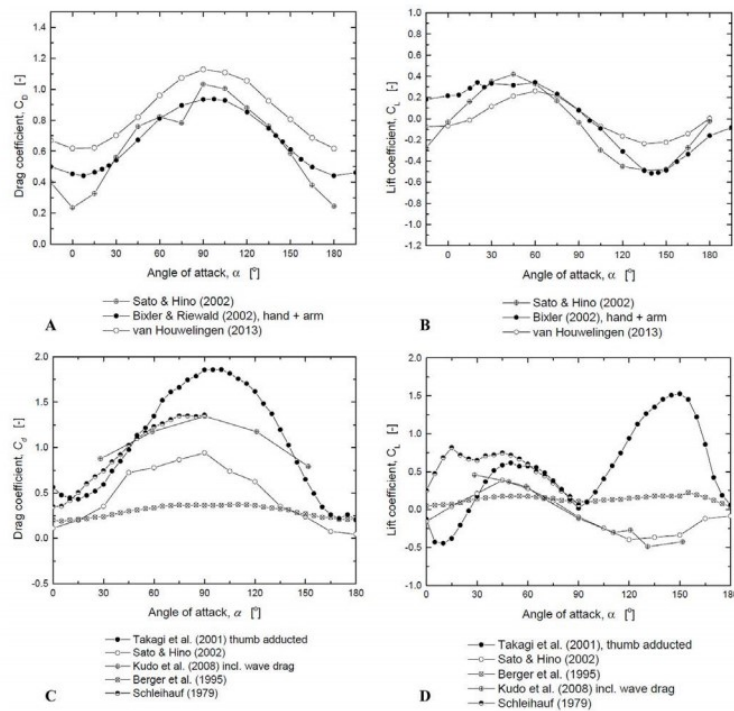 1.4
1.2
1.0
0.8
0.6
0.4
0.2
0.0
Drag coefficient, C_D [-]
0 30 60 90 120 150 180
Angle of attack, α [º]
Sato & Hino (2002)
Bixler & Riewald (2002), hand + arm
van Houwelingen (2013)
A
1.0
0.8
0.6
0.4
0.2
0.0
-0.2
-0.4
-0.6
-0.8
-1.0
-1.2
Lift coefficient, C_L [-]
0 30 60 90 120 150 180
Angle of attack, α [º]
Sato & Hino (2002)
Bixler (2002), hand + arm
van Houwelingen (2013)
B
2.0
1.5
1.0
0.5
0.0
-0.5
Drag coefficient, C_d [-]
0 30 60 90 120 150 180
Angle of attack, α [º]
Takagi et al. (2001) thumb adducted
Sato & Hino (2002)
Kudo et al. (2008) incl. wave drag
Berger et al. (1995)
Schleihauf (1979)
C
2.0
1.5
1.0
0.5
0.0
-0.5
-1.0
Lift coefficient, C_L [-]
0 30 60 90 120 150 180
Angle of attack, α [º]
Takagi et al. (2001), thumb adducted
Sato & Hino (2002)
Berger et al. (1995)
Kudo et al. (2008) incl. wave drag
Schleihauf (1979)
D